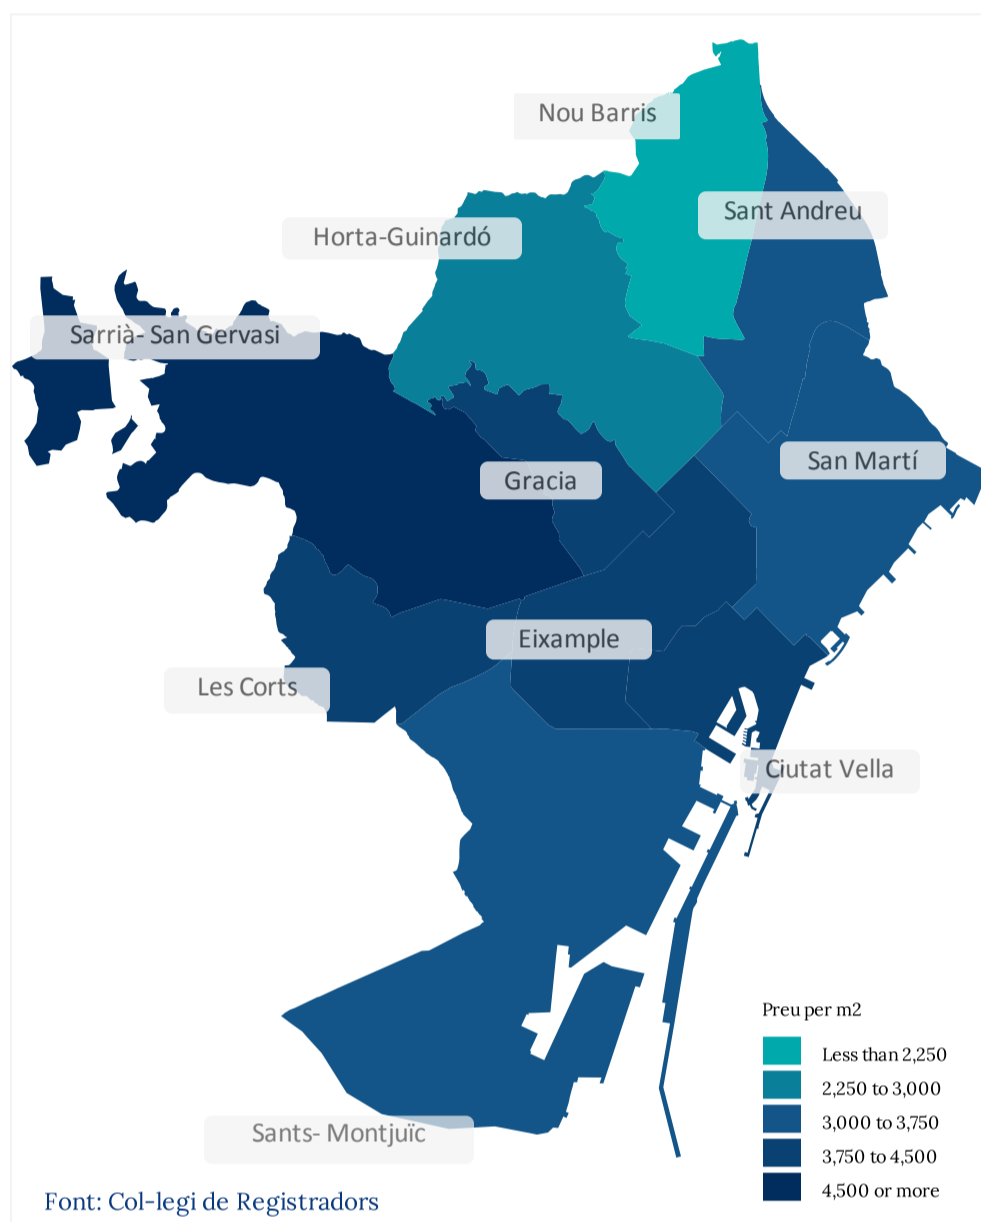 Nou Barris
Sant Andreu
Horta-Guinardó
Sarrià- San Gervasi
San Martí
Gracia
Eixample
Les Corts
Ciutat Vella
Preu per m2
Less than 2,250
2,250 to 3,000
3,000 to 3,750
3,750 to 4,500
4,500 or more
Sants- Montjuïc
Font: Col-legi de Registradors